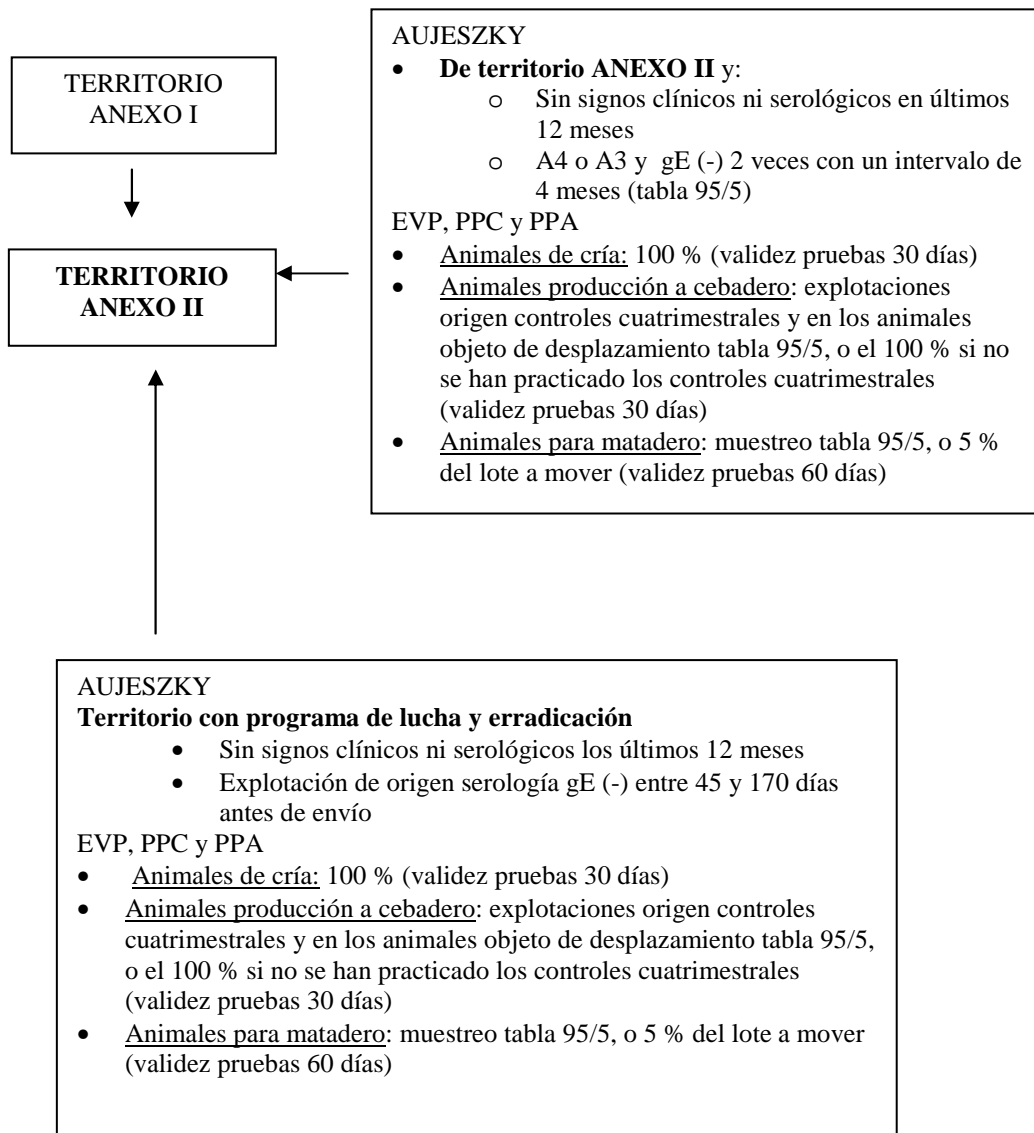 TERRITORIO
ANEXO I
TERRITORIO
ANEXO II
AUJESZKY
• De territorio ANEXO II y:
o Sin signos clínicos ni serológicos en últimos
12 meses
o A4 o A3 y gE (-) 2 veces con un intervalo de
4 meses (tabla 95/5)
EVP, PPC y PPA
• Animales de cría: 100 % (validez pruebas 30 días)
• Animales producción a cebadero: explotaciones
origen controles cuatrimestrales y en los animales
objeto de desplazamiento tabla 95/5, o el 100 % si no
se han practicado los controles cuatrimestrales
(validez pruebas 30 días)
• Animales para matadero: muestreo tabla 95/5, o 5 %
del lote a mover (validez pruebas 60 días)
AUJESZKY
Territorio con programa de lucha y erradicación
• Sin signos clínicos ni serológicos los últimos 12 meses
• Explotación de origen serología gE (-) entre 45 y 170 días
antes de envío
EVP, PPC y PPA
• Animales de cría: 100 % (validez pruebas 30 días)
• Animales producción a cebadero: explotaciones origen controles
cuatrimestrales y en los animales objeto de desplazamiento tabla 95/5,
o el 100 % si no se han practicado los controles cuatrimestrales
(validez pruebas 30 días)
• Animales para matadero: muestreo tabla 95/5, o 5 % del lote a mover
(validez pruebas 60 días)